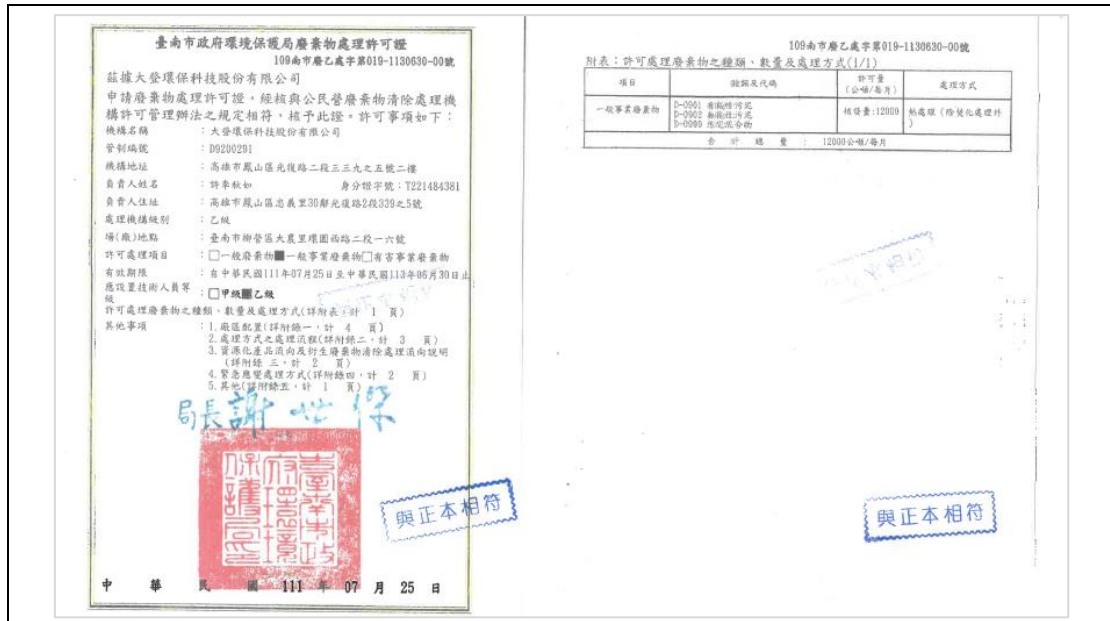 臺南市政府環境保護局廢棄物處理許可證
109南市廢乙處字第019-1130630-00號
茲據大登環保科技股份有限公司
申請廢棄物處理許可證，經核與公民營廢棄物清除處理機
構許可管理辦法之規定相符，核予此證。許可事項如下：
機構名稱 ：大登環保科技股份有限公司
管制編號 ：D9200291
機構地址 ：高雄市鳳山區光復路二段三三九之五號二樓
負責人姓名 ：許李秋如 身分證字號：T221484381
負責人住址 ：高雄市鳳山區忠義里30鄰光復路2段339之5號
處理機構級別 ：乙級
場(廠)地點 ：臺南市柳營區大農里環園西路二段一六號
許可處理項目 ：□一般廢棄物■一般事業廢棄物□有害事業廢棄物
有效期限 ：自中華民國111年07月25日至中華民國113年06月30日止
應設置技術人員等級 ：□甲級■乙級
許可處理廢棄物之種類、數量及處理方式(詳附表，計 1 頁)
其他事項 ：1.廠區配置(詳附錄一，計 4 頁)
2.處理方式之處理流程(詳附錄二，計 3 頁)
3.資源化產品流向及衍生廢棄物清除處理流向說明
(詳附錄三，計 2 頁)
4.緊急應變處理方式(詳附錄四，計 2 頁)
5.其他(詳附錄五，計 1 頁)
局長謝世傑
臺南市政府環境保護局印
與正本相符
中 華 民 國 111 年 07 月 25 日
109南市廢乙處字第019-1130630-00號
附表：許可處理廢棄物之種類、數量及處理方式(1/1)
項目 種類及代碼 許可量(公噸/每月) 處理方式
一般事業廢棄物 D-0901 有機性污泥 核發量:12000 熱處理 (除焚化處理外)
D-0902 無機性污泥
D-0999 污泥混合物
合 計 總 量 ： 12000公噸/每月
與正本相符